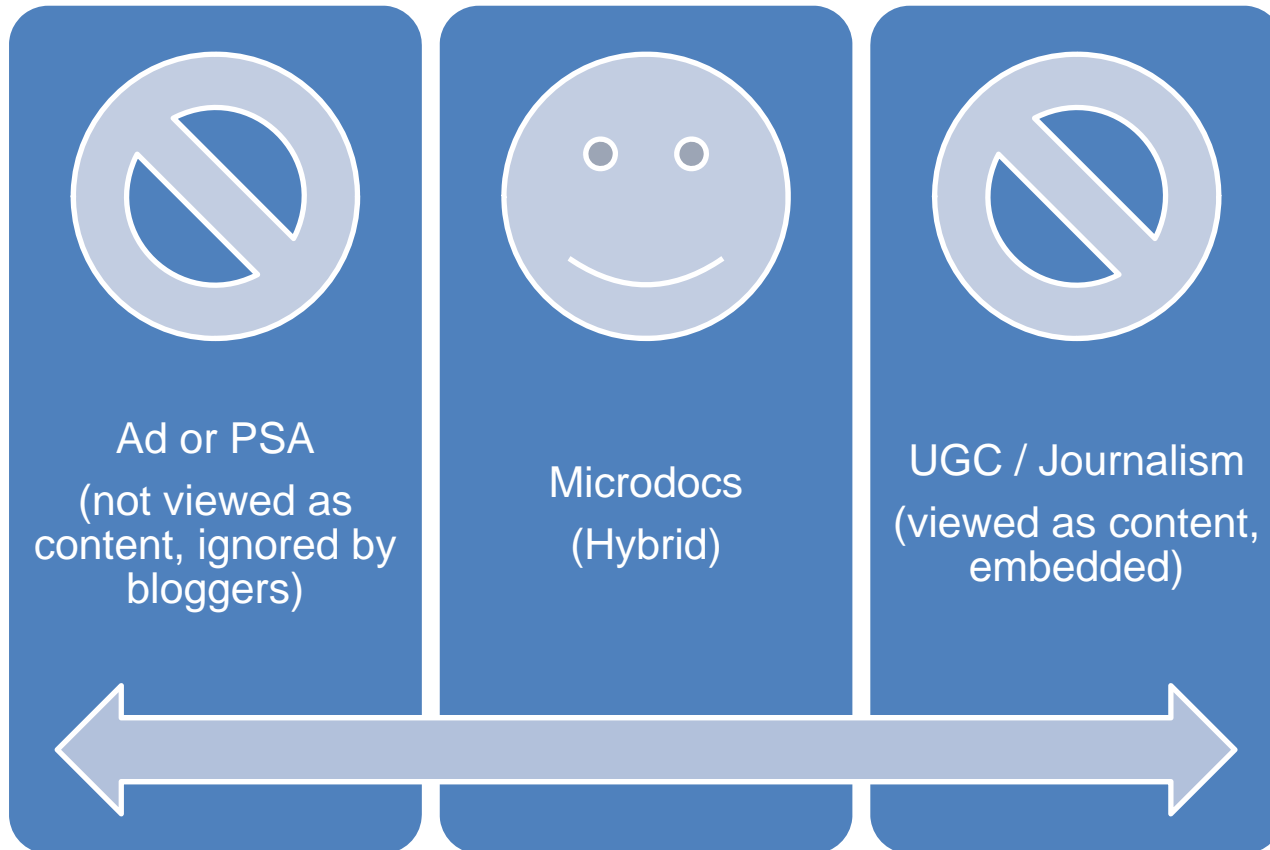 Ad or PSA
(not viewed as
content, ignored by
bloggers)
Microdocs
(Hybrid)
UGC / Journalism
(viewed as content,
embedded)